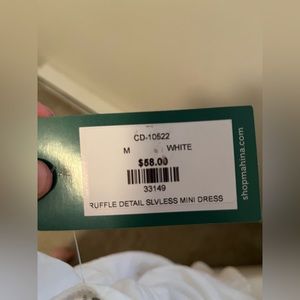 CD-10522
M WHITE
$58.00
33149
RUFFLE DETAIL SLVLESS MINI DRESS
shopmahina.com